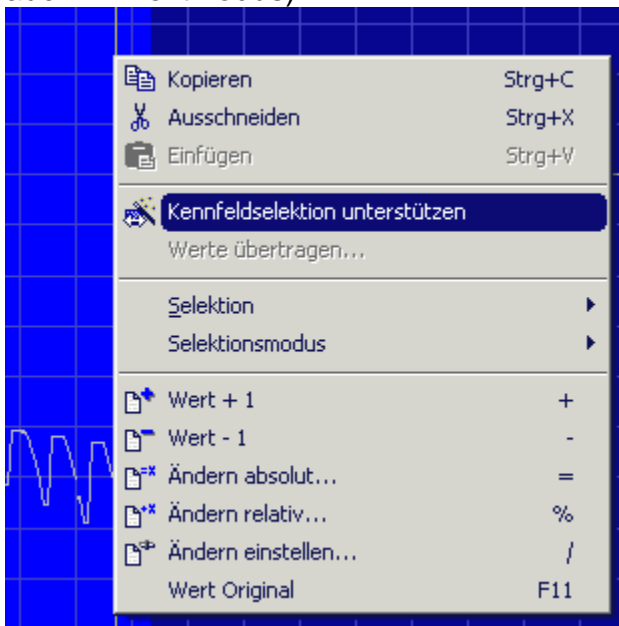 Kopieren Strg+C
Ausschneiden Strg+X
Einfügen Strg+V
Kennfeldselektion unterstützen
Werte übertragen...
Selektion
Selektionsmodus
Wert + 1 +
Wert - 1 -
Ändern absolut... =
Ändern relativ... %
Ändern einstellen... /
Wert Original F11